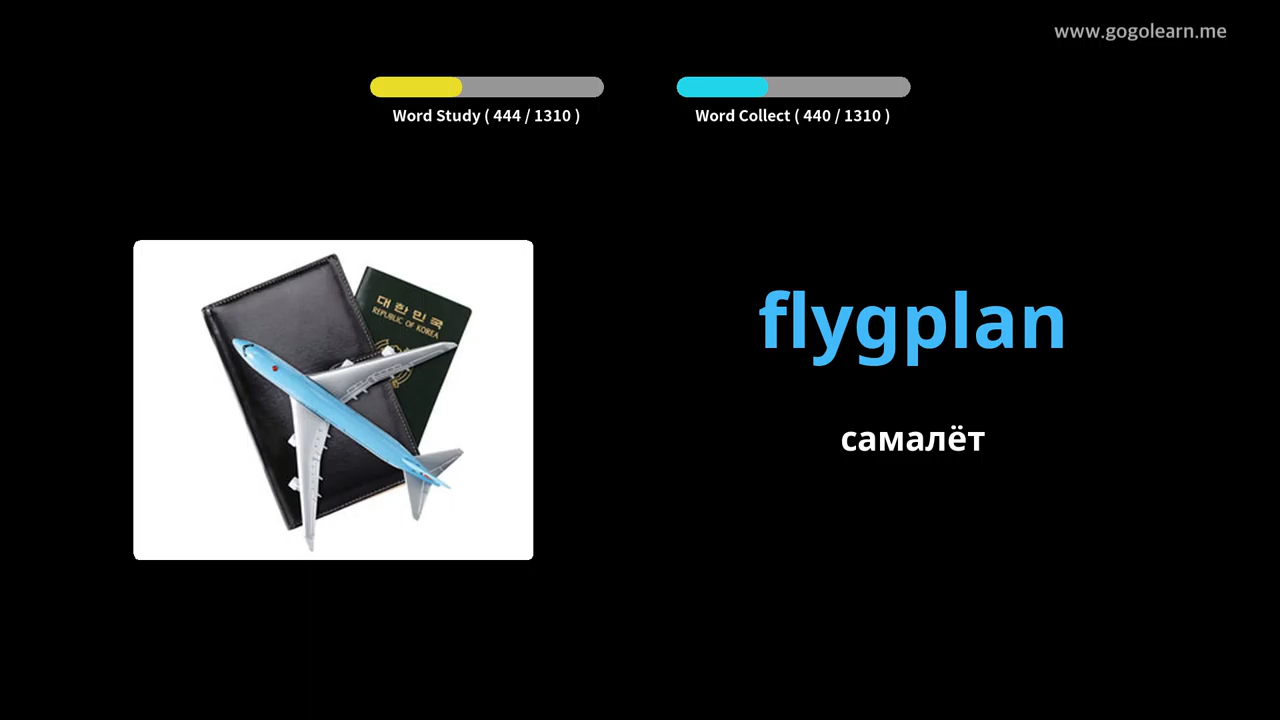 www.gogolearn.me
Word Study ( 444 / 1310 )
Word Collect ( 440 / 1310 )
대한민국
REPUBLIC OF KOREA
flygplan
самалёт